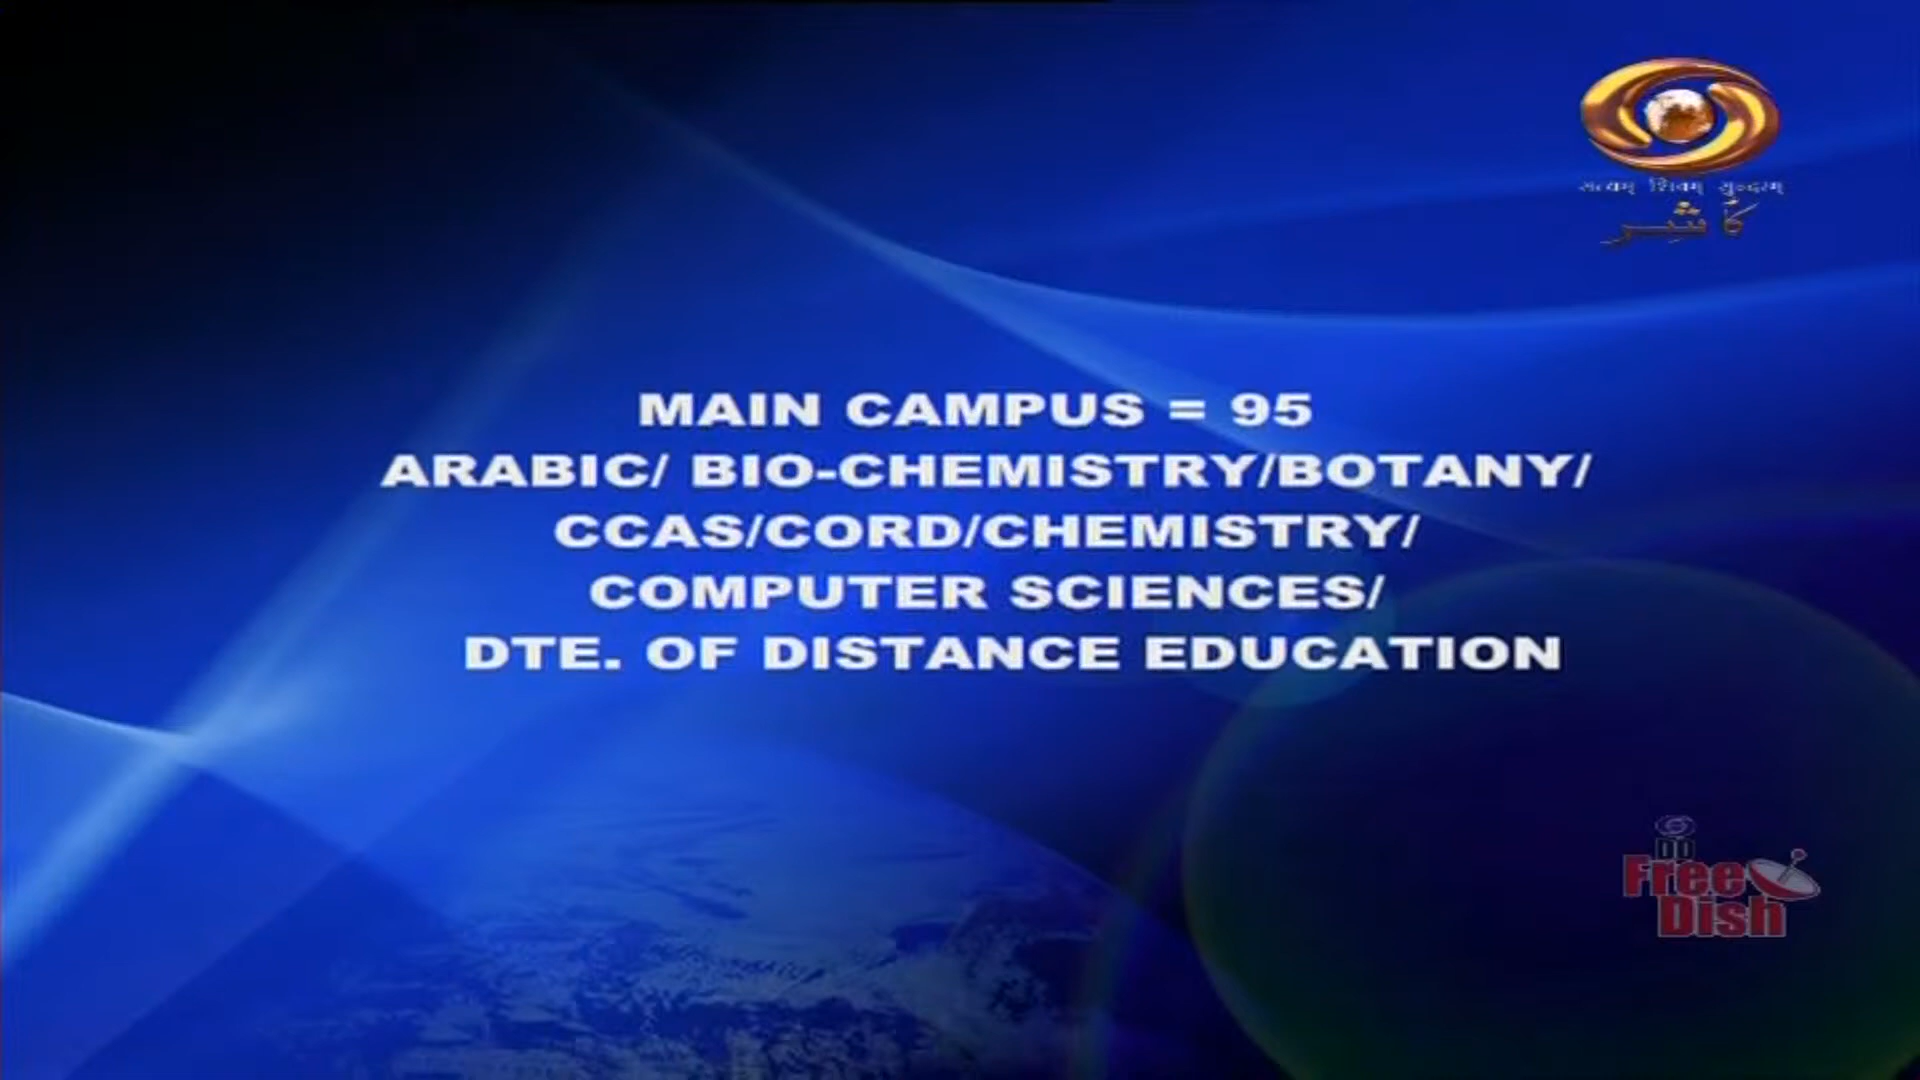 सत्यम् शिवम् सुन्दरम्
کأشُر
MAIN CAMPUS = 95
ARABIC/ BIO-CHEMISTRY/BOTANY/
CCAS/CORD/CHEMISTRY/
COMPUTER SCIENCES/
DTE. OF DISTANCE EDUCATION
DD
Free
Dish